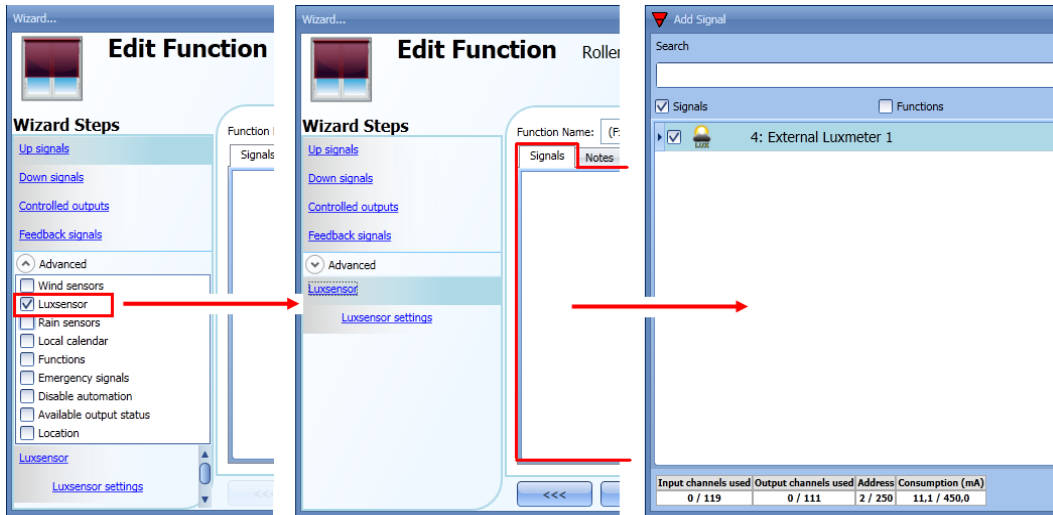 Wizard...
Edit Function
Wizard Steps
Up signals
Down signals
Controlled outputs
Feedback signals
Advanced
Wind sensors
Luxsensor
Rain sensors
Local calendar
Functions
Emergency signals
Disable automation
Available output status
Location
Luxsensor
Luxsensor settings
Function
Signals
<<<
Wizard...
Edit Function Roller
Wizard Steps
Up signals
Down signals
Controlled outputs
Feedback signals
Advanced
Luxsensor
Luxsensor settings
Function Name: (F:
Signals Notes
<<<
Add Signal
Search
Signals Functions
LUX 4: External Luxmeter 1
Input channels used Output channels used Address Consumption (mA)
0 / 119 0 / 111 2 / 250 11,1 / 450,0